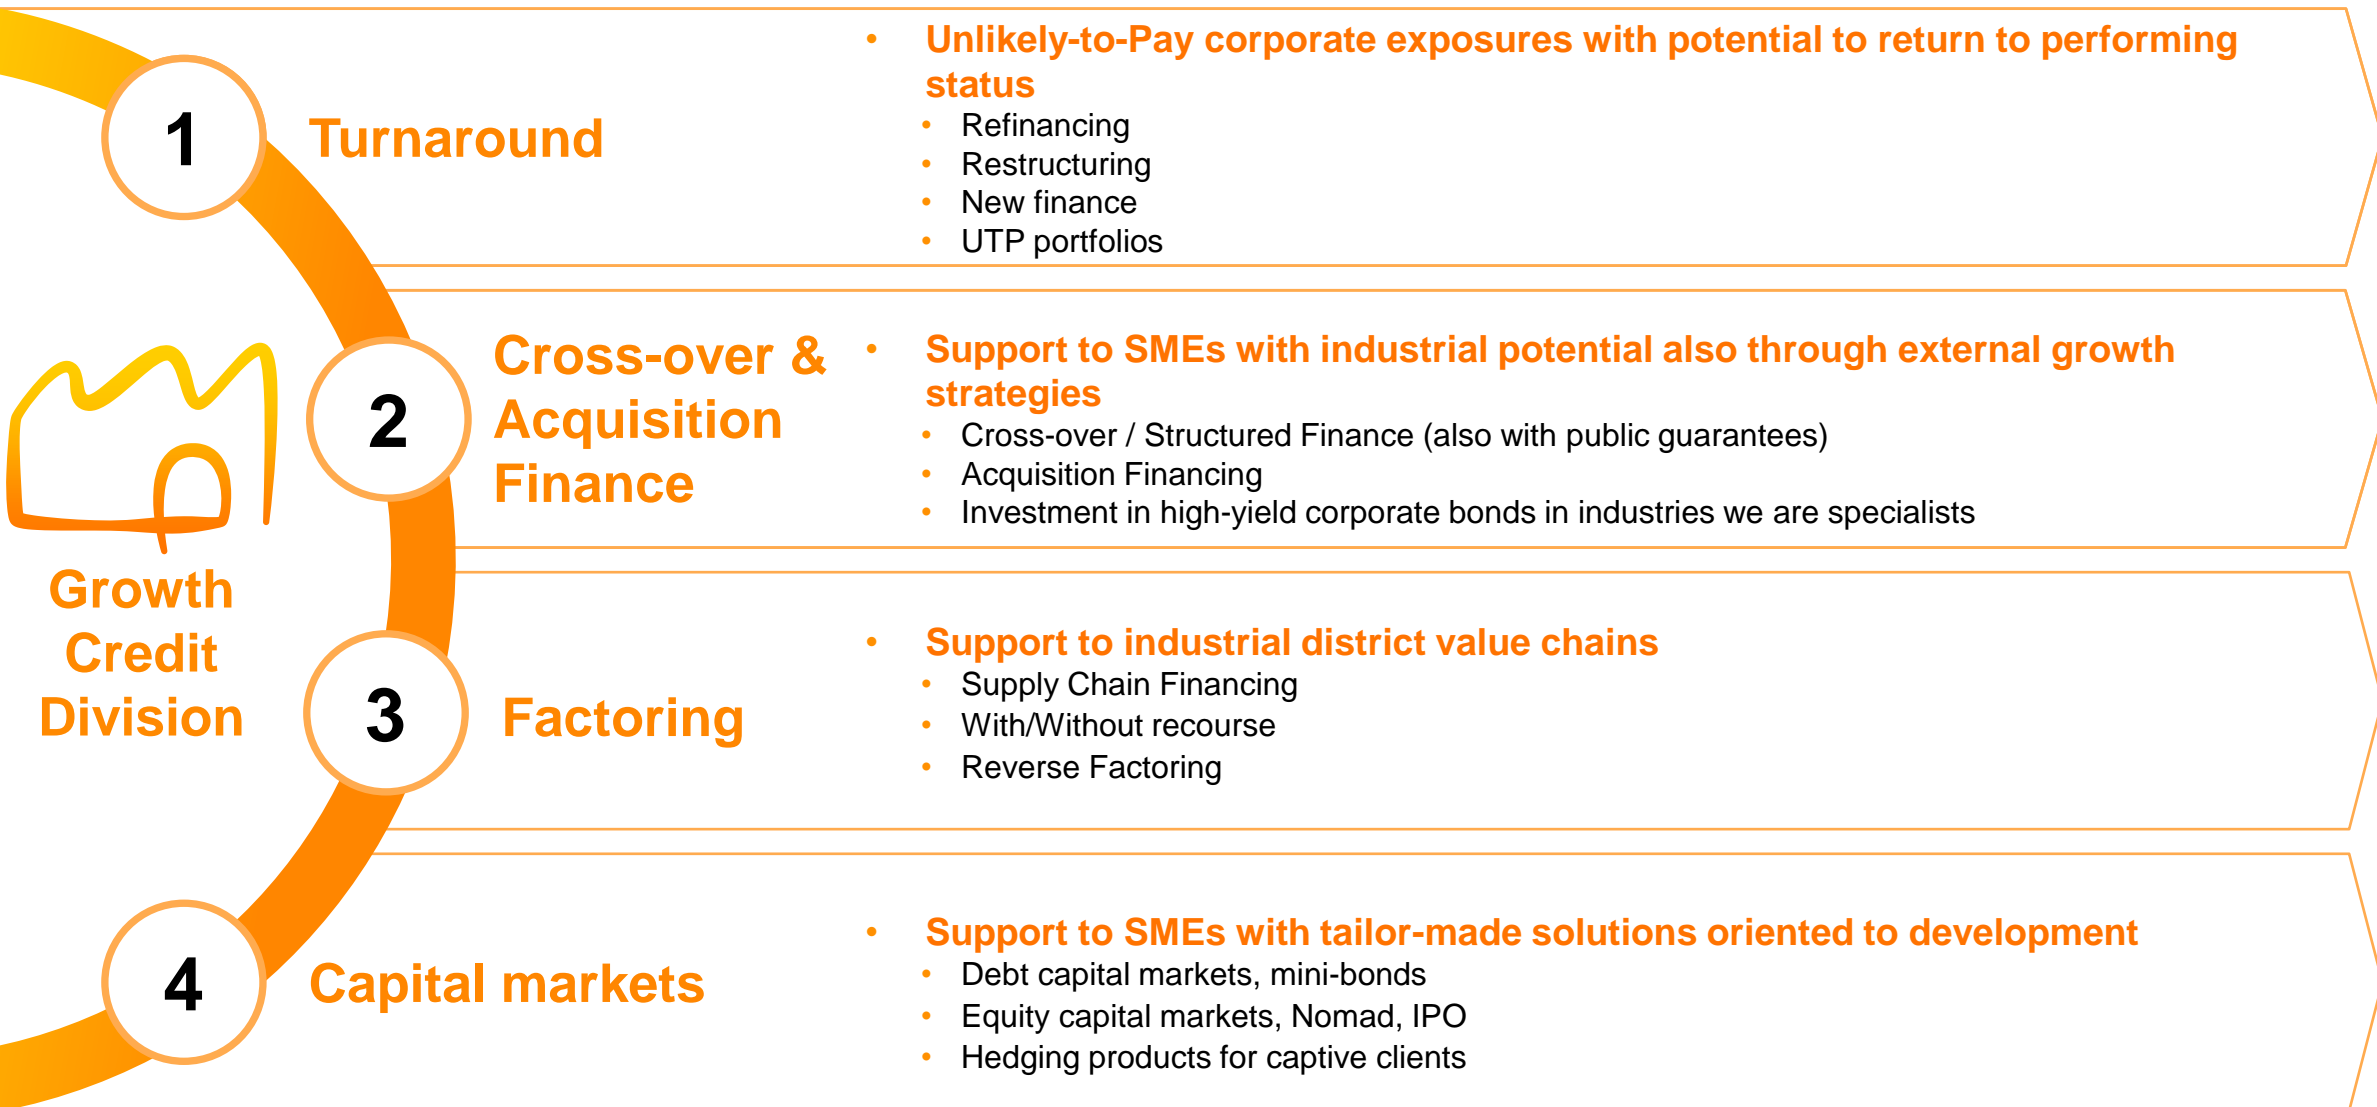 Growth
Credit
Division
1
Turnaround
• Unlikely-to-Pay corporate exposures with potential to return to performing
status
• Refinancing
• Restructuring
• New finance
• UTP portfolios
2
Cross-over &
Acquisition
Finance
• Support to SMEs with industrial potential also through external growth
strategies
• Cross-over / Structured Finance (also with public guarantees)
• Acquisition Financing
• Investment in high-yield corporate bonds in industries we are specialists
3
Factoring
• Support to industrial district value chains
• Supply Chain Financing
• With/Without recourse
• Reverse Factoring
4
Capital markets
• Support to SMEs with tailor-made solutions oriented to development
• Debt capital markets, mini-bonds
• Equity capital markets, Nomad, IPO
• Hedging products for captive clients